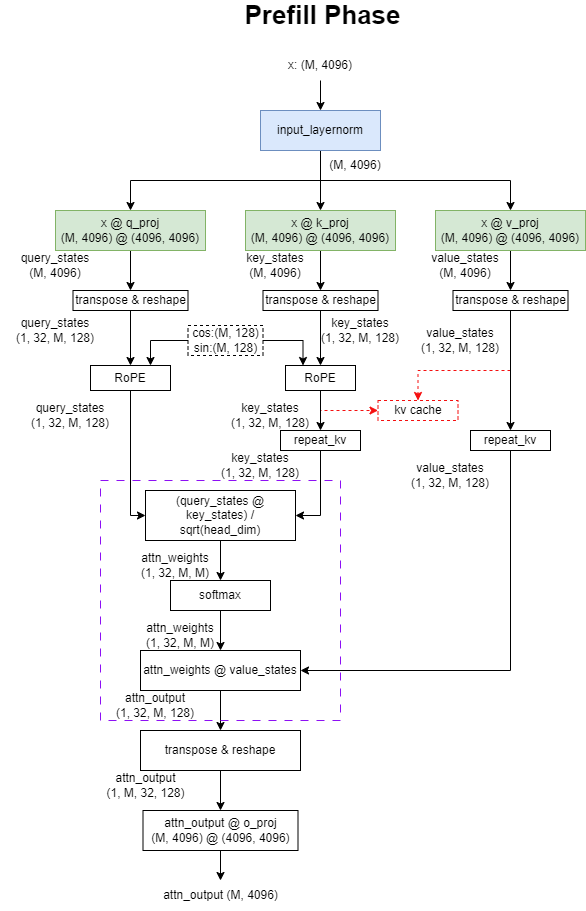 Prefill Phase
x: (M, 4096)
input_layernorm
(M, 4096)
x @ q_proj
(M, 4096) @ (4096, 4096)
x @ k_proj
(M, 4096) @ (4096, 4096)
x @ v_proj
(M, 4096) @ (4096, 4096)
query_states
(M, 4096)
key_states
(M, 4096)
value_states
(M, 4096)
transpose & reshape
transpose & reshape
transpose & reshape
query_states
(1, 32, M, 128)
cos:(M, 128)
sin:(M, 128)
key_states
(1, 32, M, 128)
value_states
(1, 32, M, 128)
RoPE
RoPE
query_states
(1, 32, M, 128)
key_states
(1, 32, M, 128)
kv cache
repeat_kv
repeat_kv
key_states
(1, 32, M, 128)
value_states
(1, 32, M, 128)
(query_states @
key_states) /
sqrt(head_dim)
attn_weights
(1, 32, M, M)
softmax
attn_weights
(1, 32, M, M)
attn_weights @ value_states
attn_output
(1, 32, M, 128)
transpose & reshape
attn_output
(1, M, 32, 128)
attn_output @ o_proj
(M, 4096) @ (4096, 4096)
attn_output (M, 4096)